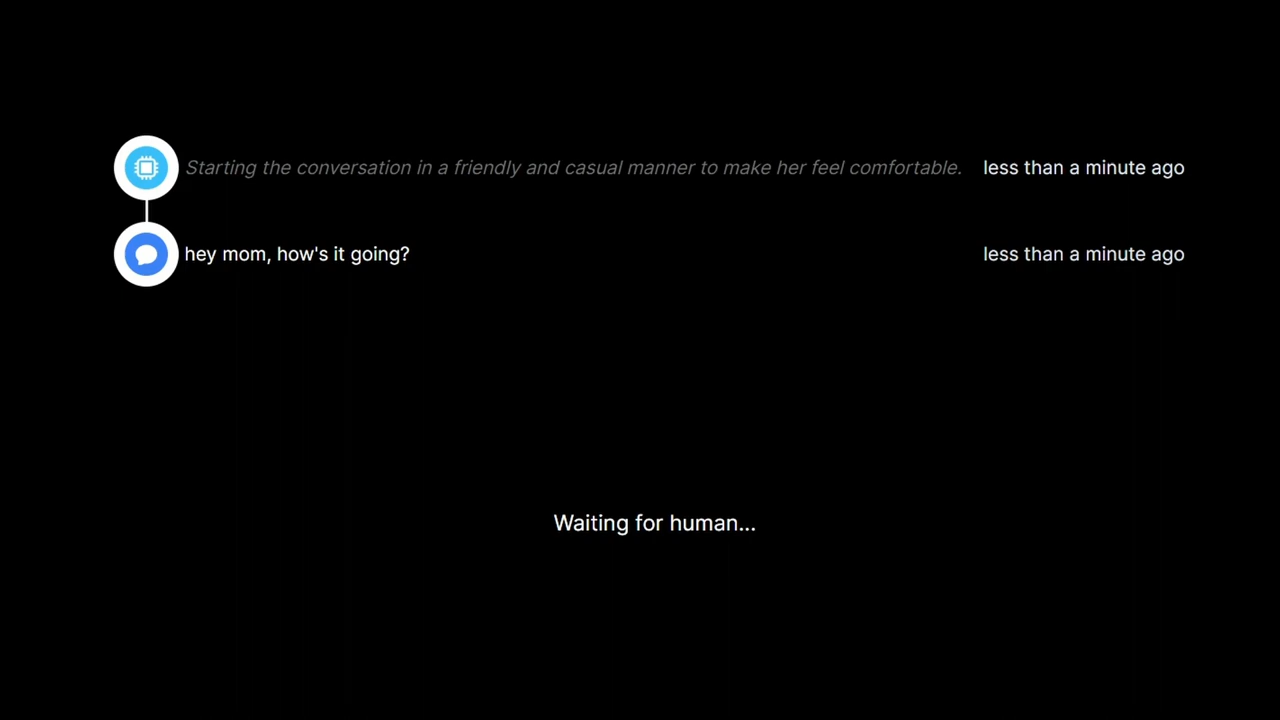 Starting the conversation in a friendly and casual manner to make her feel comfortable. less than a minute ago
hey mom, how's it going? less than a minute ago
Waiting for human...